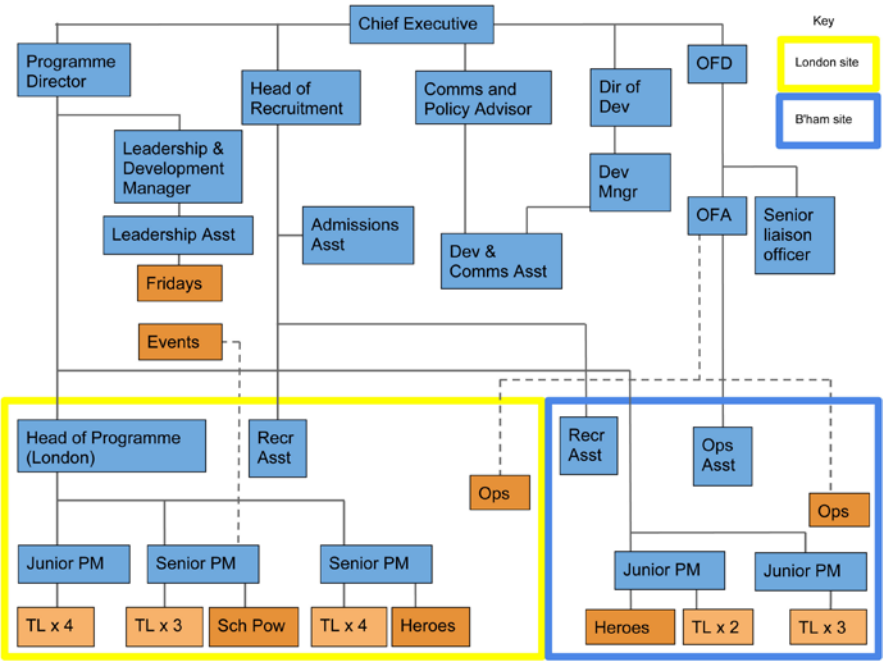 Chief Executive
Key
Programme
Director
Head of
Recruitment
Comms and
Policy Advisor
Dir of
Dev
OFD
London site
B'ham site
Leadership &
Development
Manager
Dev
Mngr
Leadership Asst
Admissions
Asst
Dev &
Comms Asst
OFA
Senior
liaison
officer
Fridays
Events
Head of Programme
(London)
Recr
Asst
Recr
Asst
Ops
Asst
Ops
Ops
Junior PM
Senior PM
Senior PM
Junior PM
Junior PM
TL x 4
TL x 3
Sch Pow
TL x 4
Heroes
Heroes
TL x 2
TL x 3